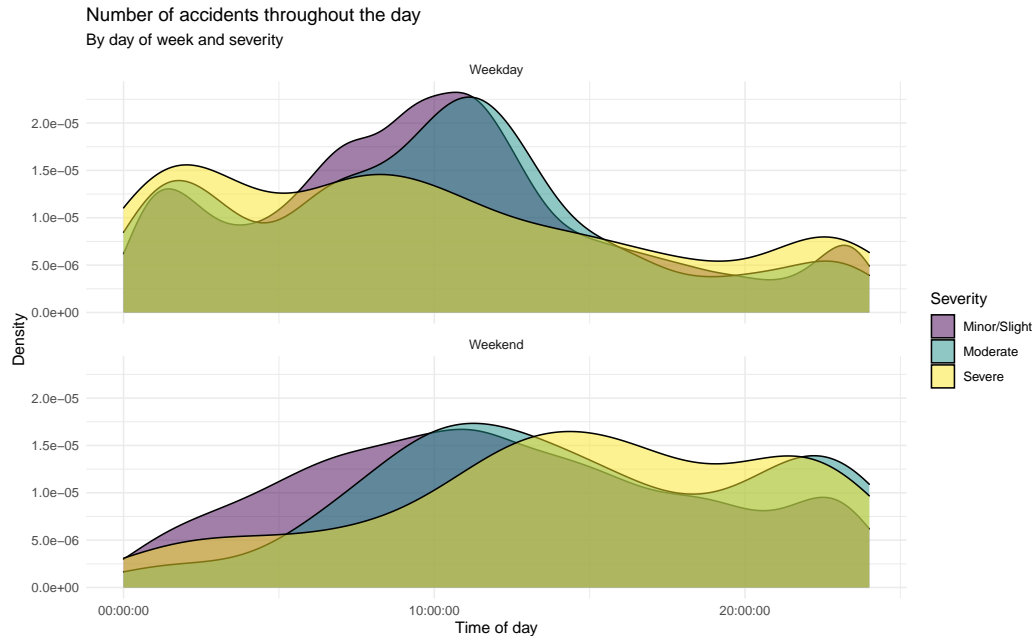 Number of accidents throughout the day
By day of week and severity
Weekday
2.0e−05
1.5e−05
1.0e−05
5.0e−06
0.0e+00
Density
Weekend
2.0e−05
1.5e−05
1.0e−05
5.0e−06
0.0e+00
00:00:00 10:00:00 20:00:00
Time of day
Severity
Minor/Slight
Moderate
Severe